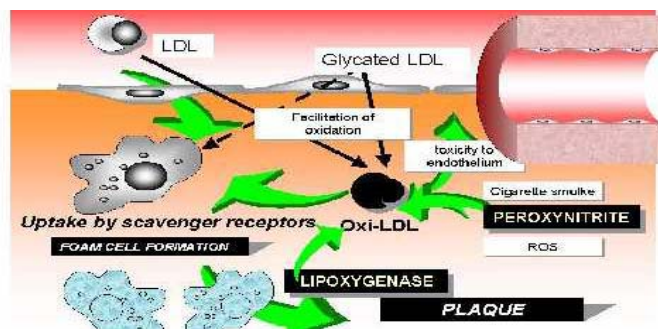 LDL
Glycated LDL
Facilitation of
oxidation
toxicity to
endothelium
Cigarette smulke
Uptake by scavenger receptors
Oxi-LDL
PEROXYNITRITE
FOAM CELL FORMATION
ROS
LIPOXYGENASE
PLAQUE